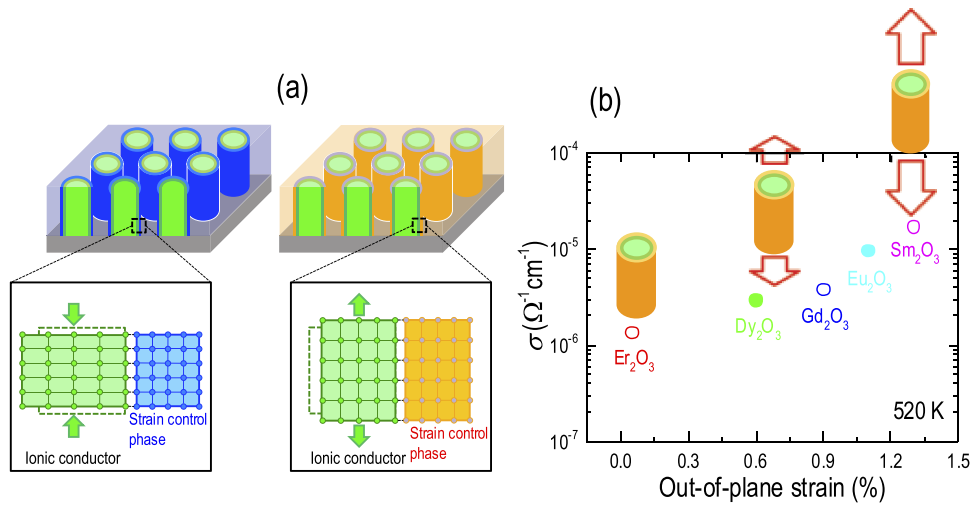 (a)
Strain control
phase
Ionic conductor
Strain control
phase
Ionic conductor
(b)
10⁻⁴
10⁻⁵
10⁻⁶
10⁻⁷
σ(Ω⁻¹cm⁻¹)
Er₂O₃
Dy₂O₃
Gd₂O₃
Eu₂O₃
Sm₂O₃
520 K
0.0 0.3 0.6 0.9 1.2 1.5
Out-of-plane strain (%)